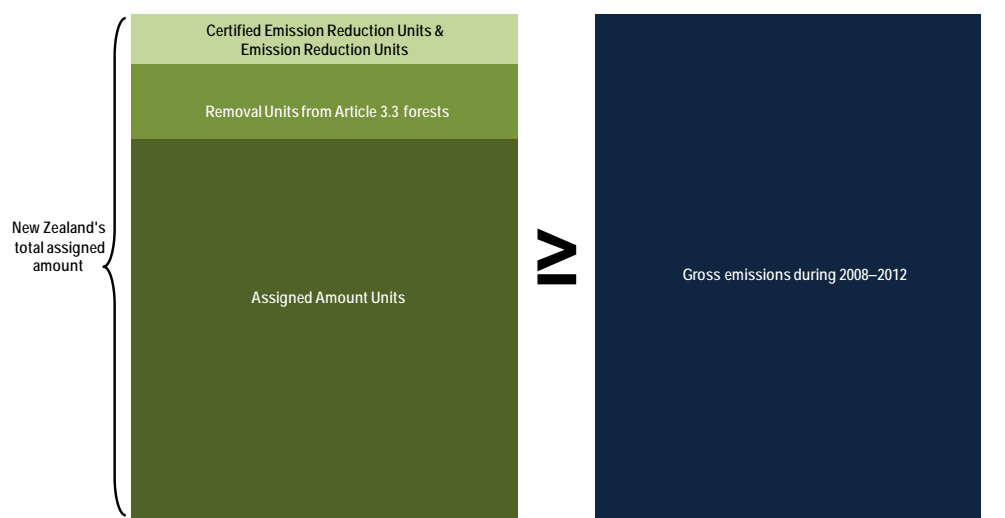 Certified Emission Reduction Units &
Emission Reduction Units
Removal Units from Article 3.3 forests
New Zealand's
total assigned
amount
Assigned Amount Units
≥
Gross emissions during 2008–2012